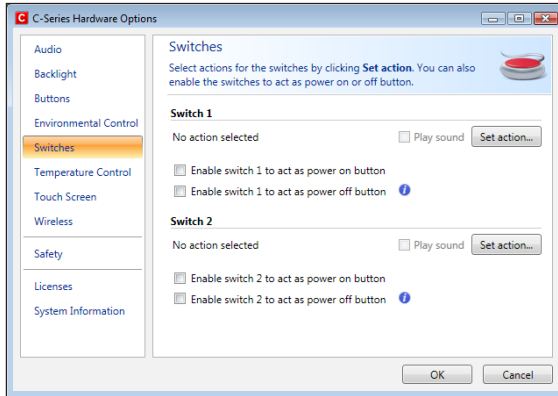 C C-Series Hardware Options
Audio
Backlight
Buttons
Environmental Control
Switches
Temperature Control
Touch Screen
Wireless
Safety
Licenses
System Information
Switches
Select actions for the switches by clicking Set action. You can also
enable the switches to act as power on or off button.
Switch 1
No action selected Play sound Set action...
Enable switch 1 to act as power on button
Enable switch 1 to act as power off button i
Switch 2
No action selected Play sound Set action...
Enable switch 2 to act as power on button
Enable switch 2 to act as power off button i
OK Cancel